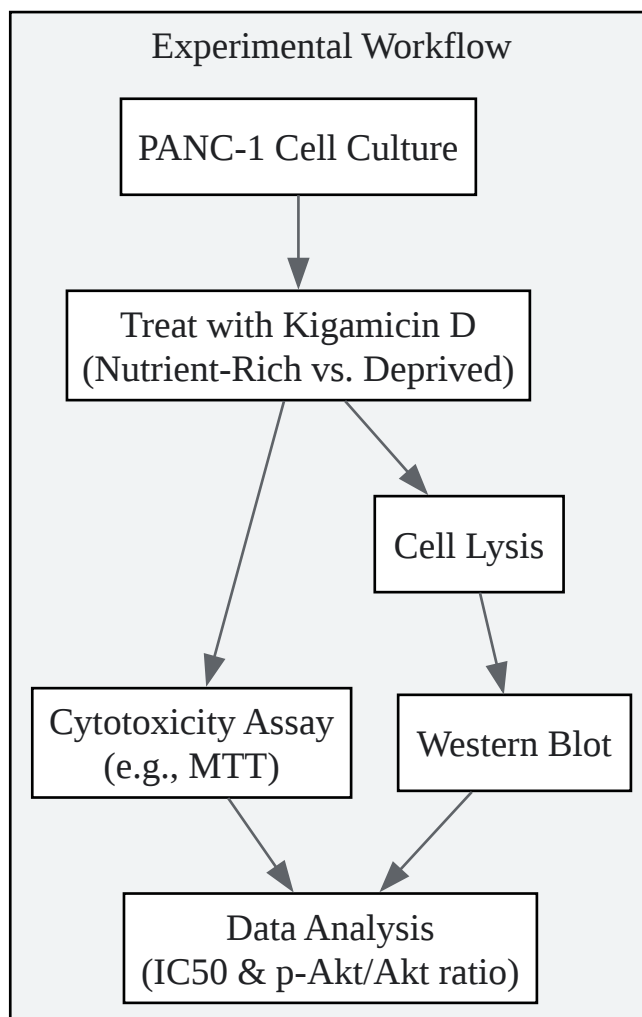 Experimental Workflow
PANC-1 Cell Culture
Treat with Kigamicin D
(Nutrient-Rich vs. Deprived)
Cell Lysis
Cytotoxicity Assay
(e.g., MTT)
Western Blot
Data Analysis
(IC50 & p-Akt/Akt ratio)